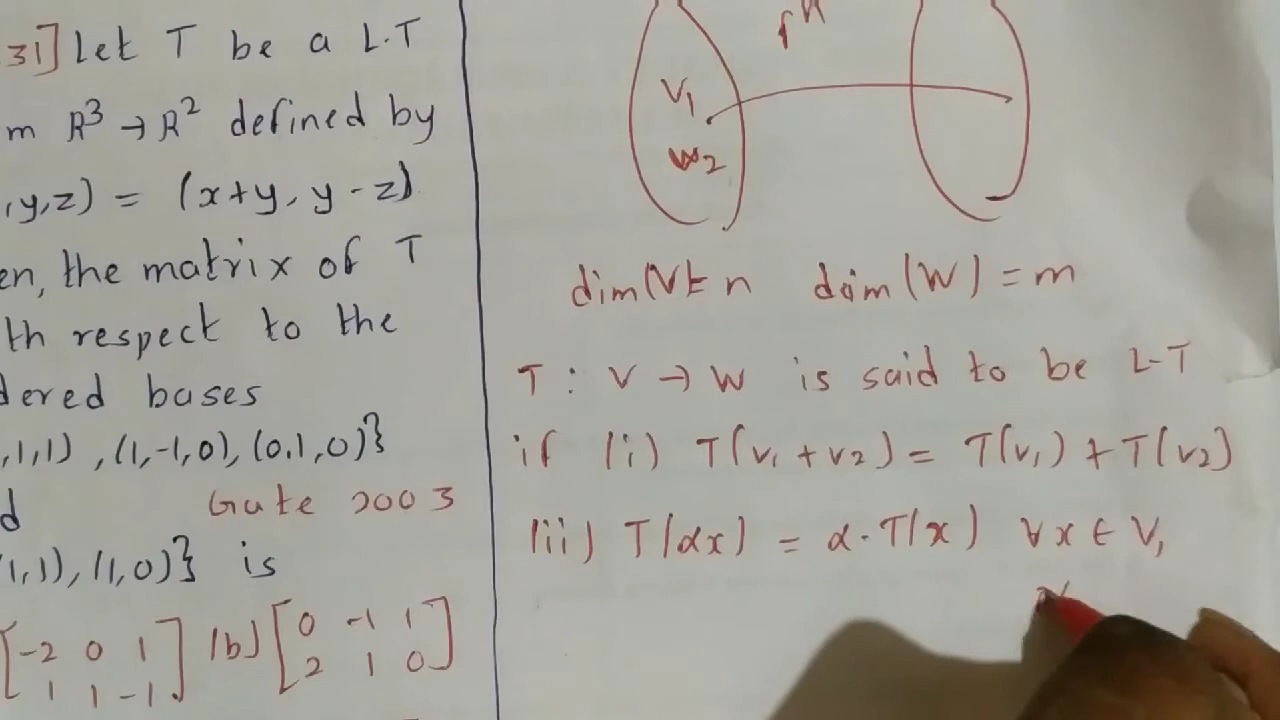 31] Let T be a L.T
m R³ → R² defined by
,y,z) = (x+y, y-z)
en, the matrix of T
th respect to the
dered bases
,1,1), (1,-1,0), (0,1,0)}
d
Gate 2003
1,1), (1,0)} is
[-2 0 1
1 1 -1] (b) [0 -1 1
2 1 0]
fn
V1
W2
dim(V)= n dim(W) = m
T : V → W is said to be L-T
if (i) T(v1 + v2) = T(v1) + T(v2)
(ii) T(αx) = α·T(x) ∀x ∈ V,